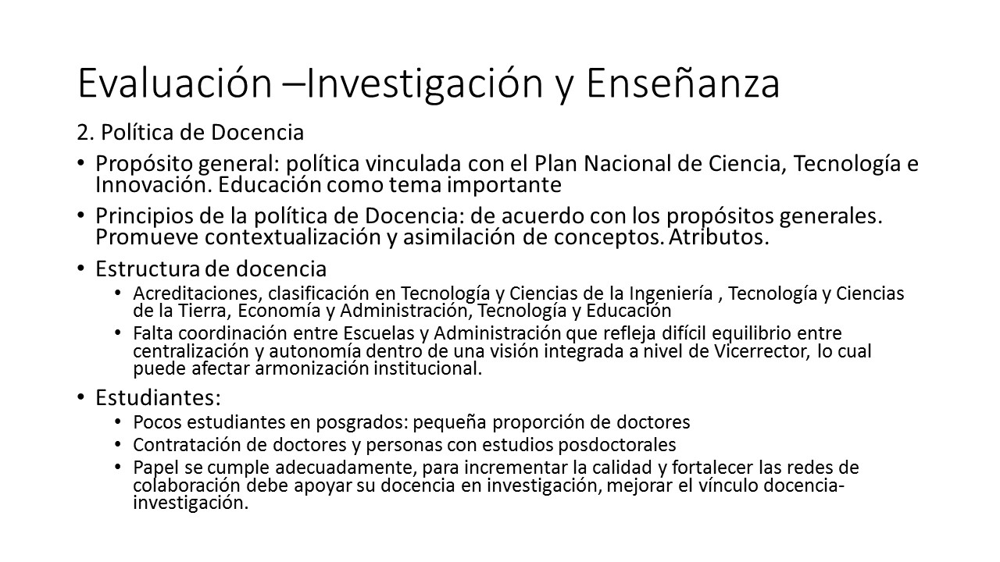 Evaluación –Investigación y Enseñanza
2. Política de Docencia
• Propósito general: política vinculada con el Plan Nacional de Ciencia, Tecnología e
Innovación. Educación como tema importante
• Principios de la política de Docencia: de acuerdo con los propósitos generales.
Promueve contextualización y asimilación de conceptos. Atributos.
• Estructura de docencia
• Acreditaciones, clasificación en Tecnología y Ciencias de la Ingeniería , Tecnología y Ciencias
de la Tierra, Economía y Administración, Tecnología y Educación
• Falta coordinación entre Escuelas y Administración que refleja difícil equilibrio entre
centralización y autonomía dentro de una visión integrada a nivel de Vicerrector, lo cual
puede afectar armonización institucional.
• Estudiantes:
• Pocos estudiantes en posgrados: pequeña proporción de doctores
• Contratación de doctores y personas con estudios posdoctorales
• Papel se cumple adecuadamente, para incrementar la calidad y fortalecer las redes de
colaboración debe apoyar su docencia en investigación, mejorar el vínculo docencia-
investigación.